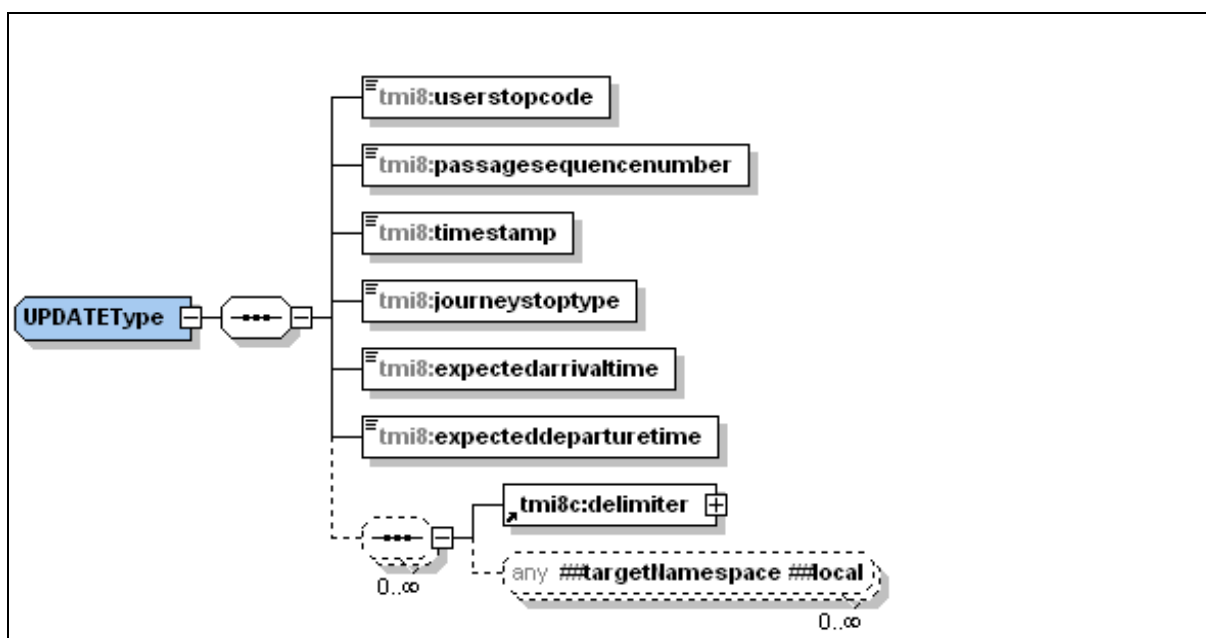 tmi8:userstopcode
tmi8:passagesequencenumber
tmi8:timestamp
tmi8:journeystoptype
UPDATEType
tmi8:expectedarrivaltime
tmi8:expecteddeparturetime
tmi8c:delimiter
0..∞
any ##targetNamespace ##local
0..∞